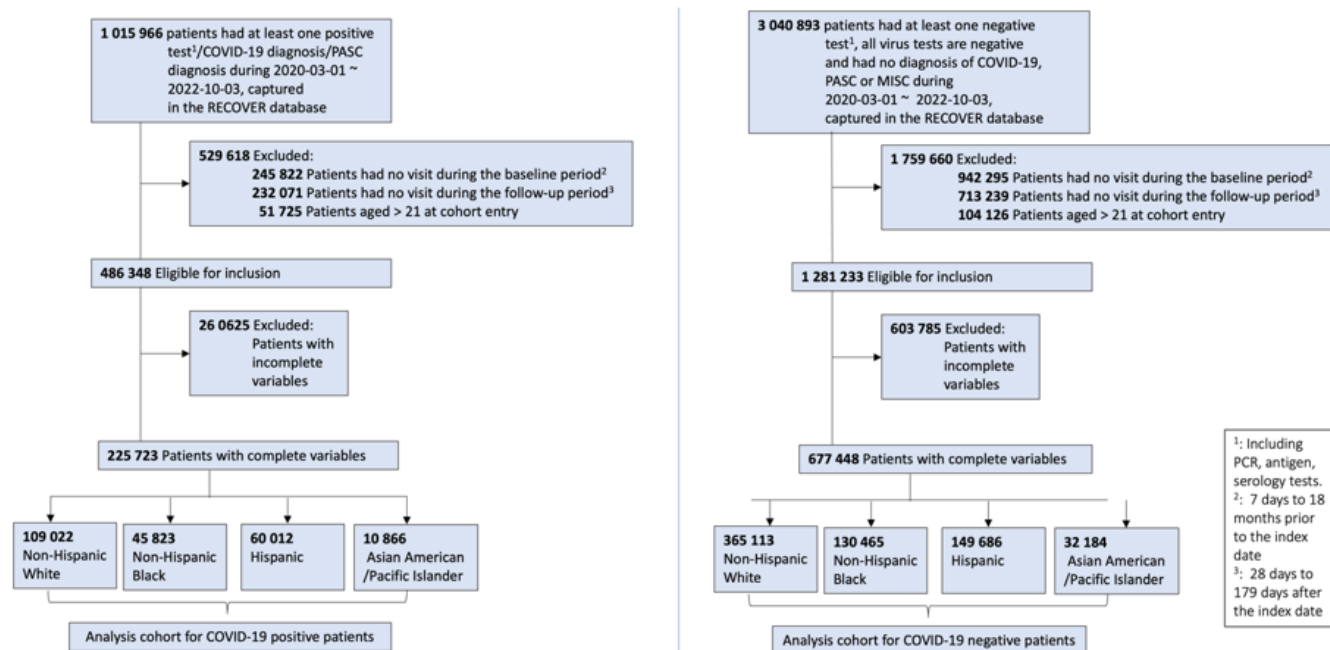 1 015 966 patients had at least one positive
test¹/COVID-19 diagnosis/PASC
diagnosis during 2020-03-01 ~
2022-10-03, captured
in the RECOVER database
529 618 Excluded:
245 822 Patients had no visit during the baseline period²
232 071 Patients had no visit during the follow-up period³
51 725 Patients aged > 21 at cohort entry
486 348 Eligible for inclusion
26 0625 Excluded:
Patients with
incomplete
variables
225 723 Patients with complete variables
109 022
Non-Hispanic
White
45 823
Non-Hispanic
Black
60 012
Hispanic
10 866
Asian American
/Pacific Islander
Analysis cohort for COVID-19 positive patients
3 040 893 patients had at least one negative
test¹, all virus tests are negative
and had no diagnosis of COVID-19,
PASC or MISC during
2020-03-01 ~ 2022-10-03,
captured in the RECOVER database
1 759 660 Excluded:
942 295 Patients had no visit during the baseline period²
713 239 Patients had no visit during the follow-up period³
104 126 Patients aged > 21 at cohort entry
1 281 233 Eligible for inclusion
603 785 Excluded:
Patients with
incomplete
variables
677 448 Patients with complete variables
365 113
Non-Hispanic
White
130 465
Non-Hispanic
Black
149 686
Hispanic
32 184
Asian American
/Pacific Islander
Analysis cohort for COVID-19 negative patients
¹: Including
PCR, antigen,
serology tests.
²: 7 days to 18
months prior
to the index
date
³: 28 days to
179 days after
the index date